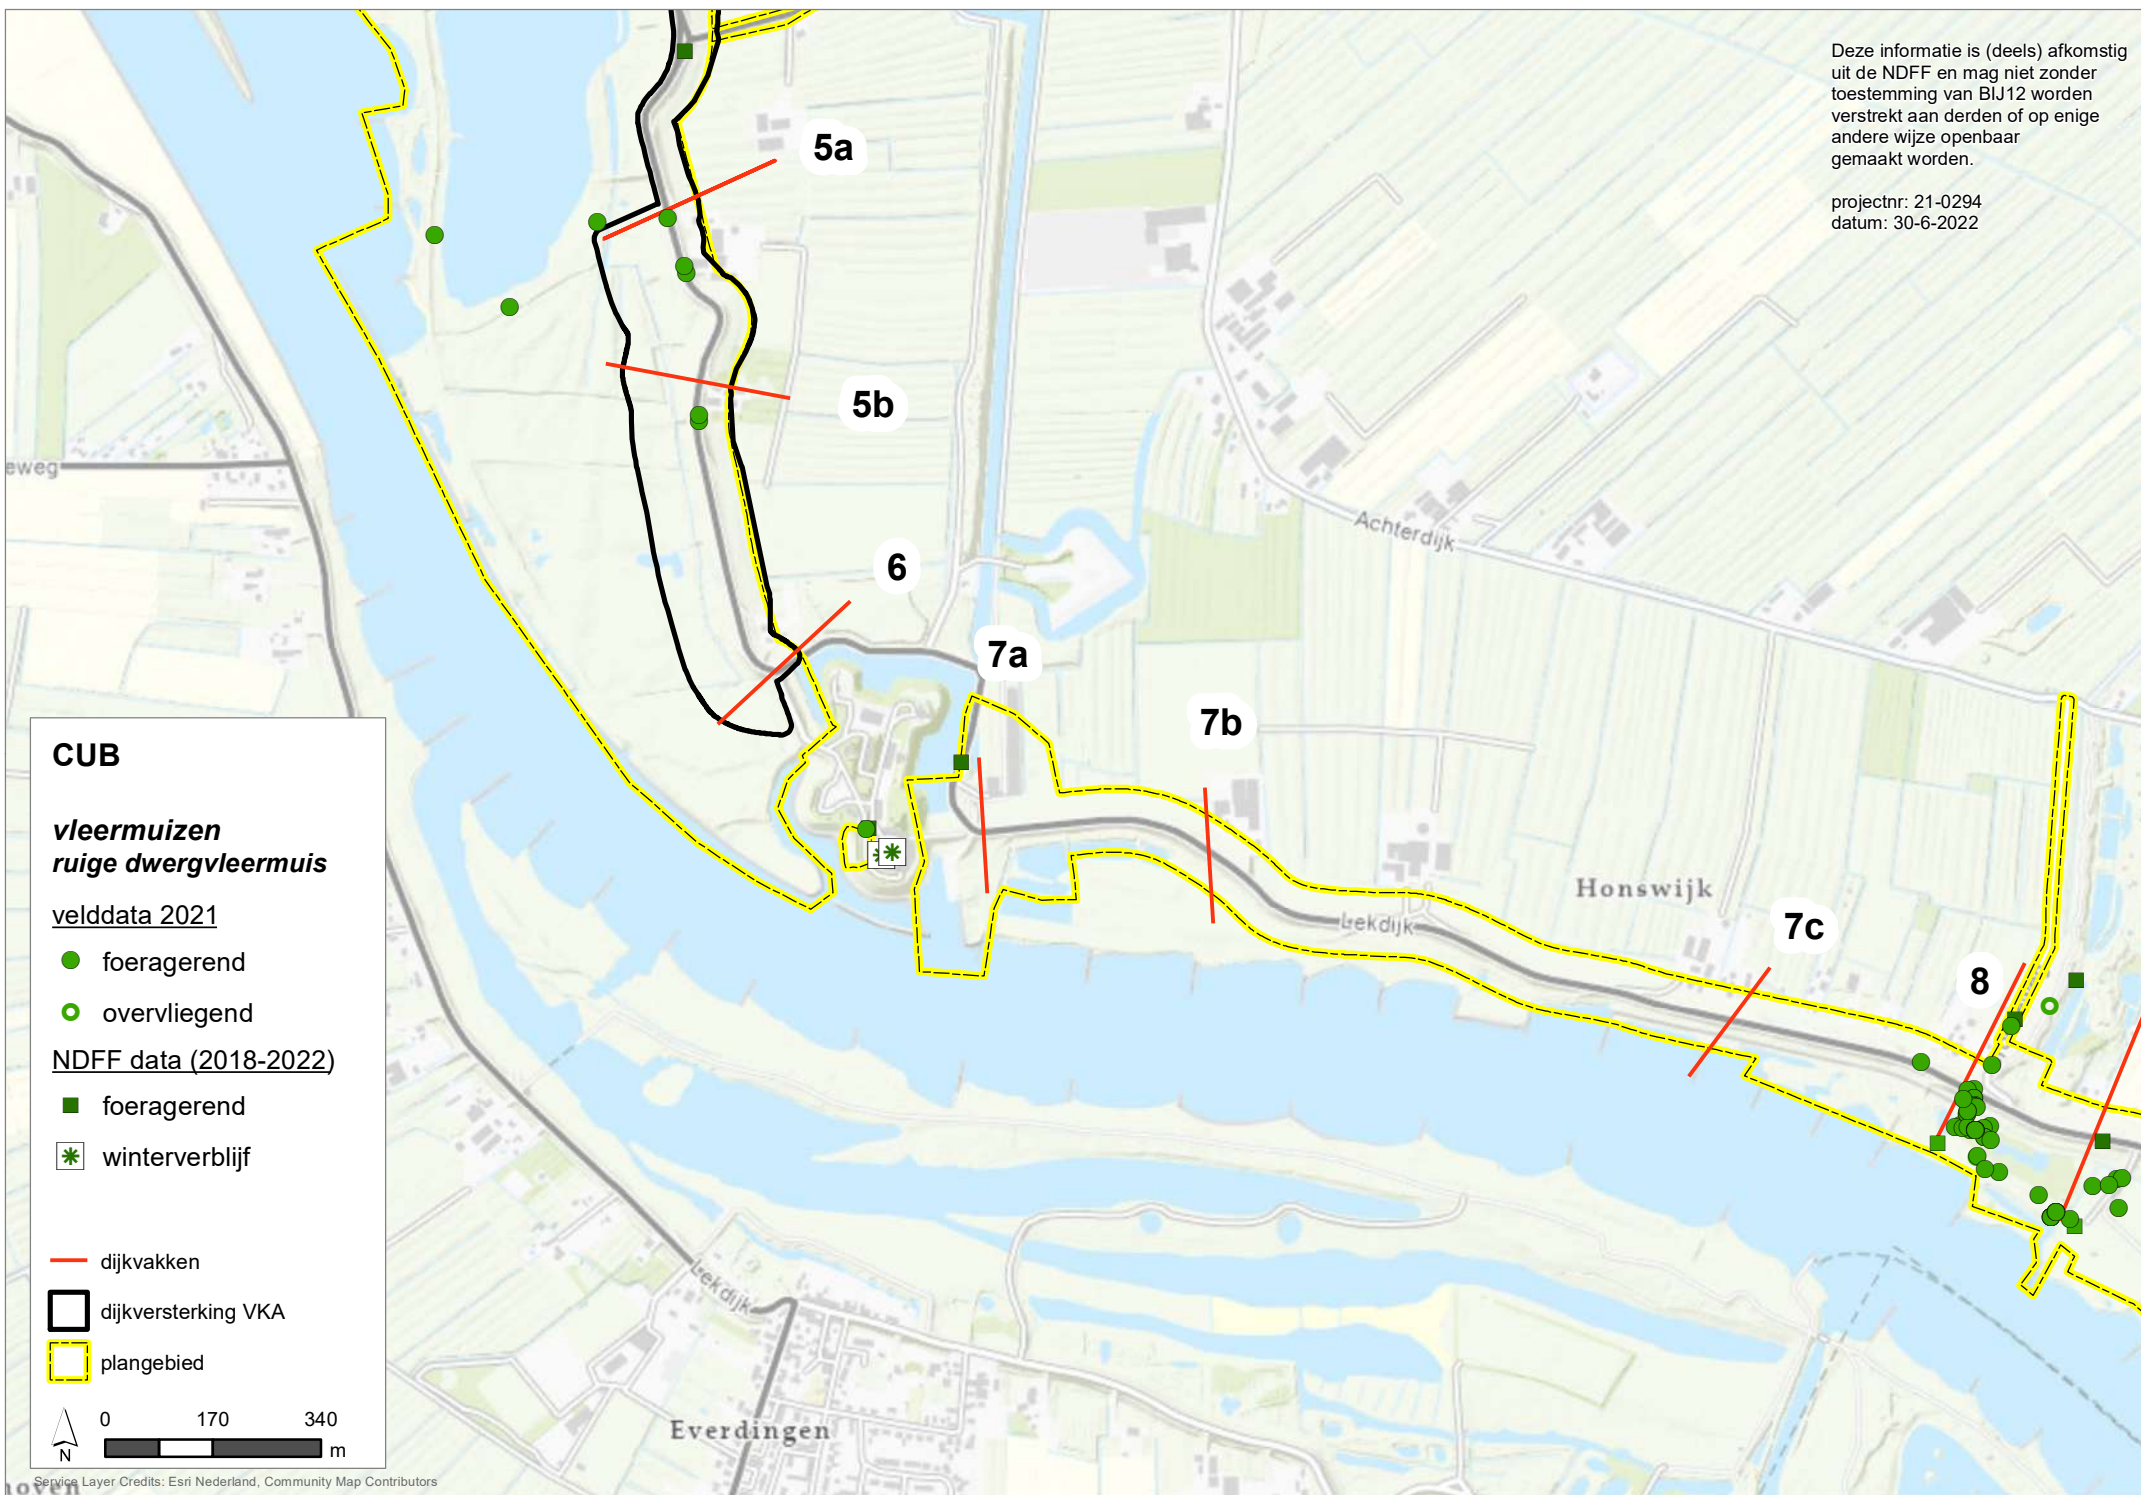 Deze informatie is (deels) afkomstig
uit de NDFF en mag niet zonder
toestemming van BIJ12 worden
verstrekt aan derden of op enige
andere wijze openbaar
gemaakt worden.
projectnr: 21-0294
datum: 30-6-2022
5a
5b
eweg
Achterdijk
6
7a
7b
Honswijk
Lekdijk
7c
8
CUB
vleermuizen
ruige dwergvleermuis
velddata 2021
foeragerend
overvliegend
NDFF data (2018-2022)
foeragerend
winterverblijf
dijkvakken
dijkversterking VKA
plangebied
0 170 340
m
N
Lekdijk
Everdingen
Service Layer Credits: Esri Nederland, Community Map Contributors
hoven